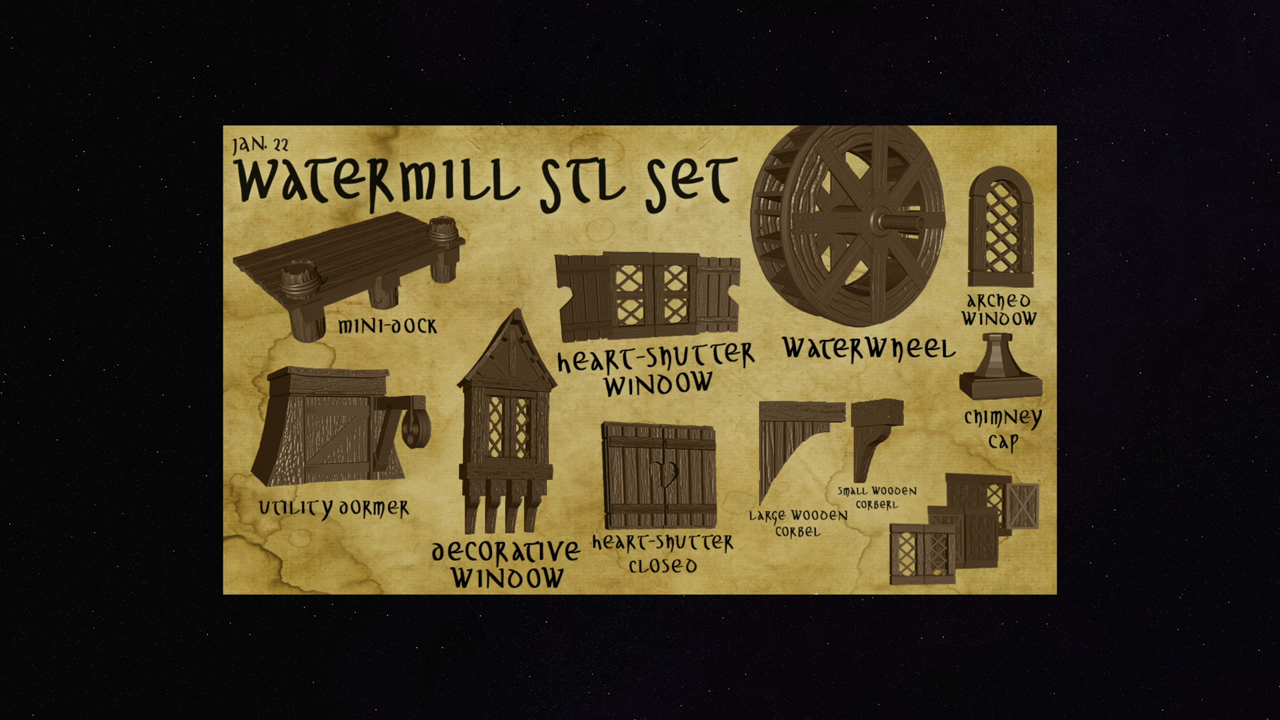 JAN. 22
WATERMILL STL SET
MINI-DOCK
HEART-SHUTTER
WINDOW
WATERWHEEL
ARCHED
WINDOW
CHIMNEY
CAP
UTILITY DORMER
DECORATIVE
WINDOW
HEART-SHUTTER
CLOSED
LARGE WOODEN
CORBEL
SMALL WOODEN
CORBERL